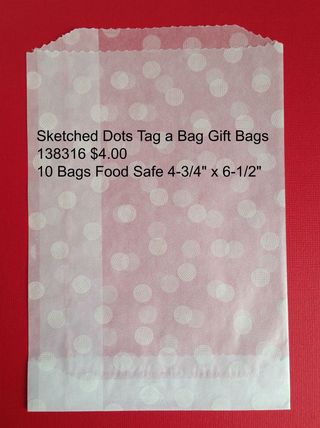 Sketched Dots Tag a Bag Gift Bags
138316 $4.00
10 Bags Food Safe 4-3/4" x 6-1/2"